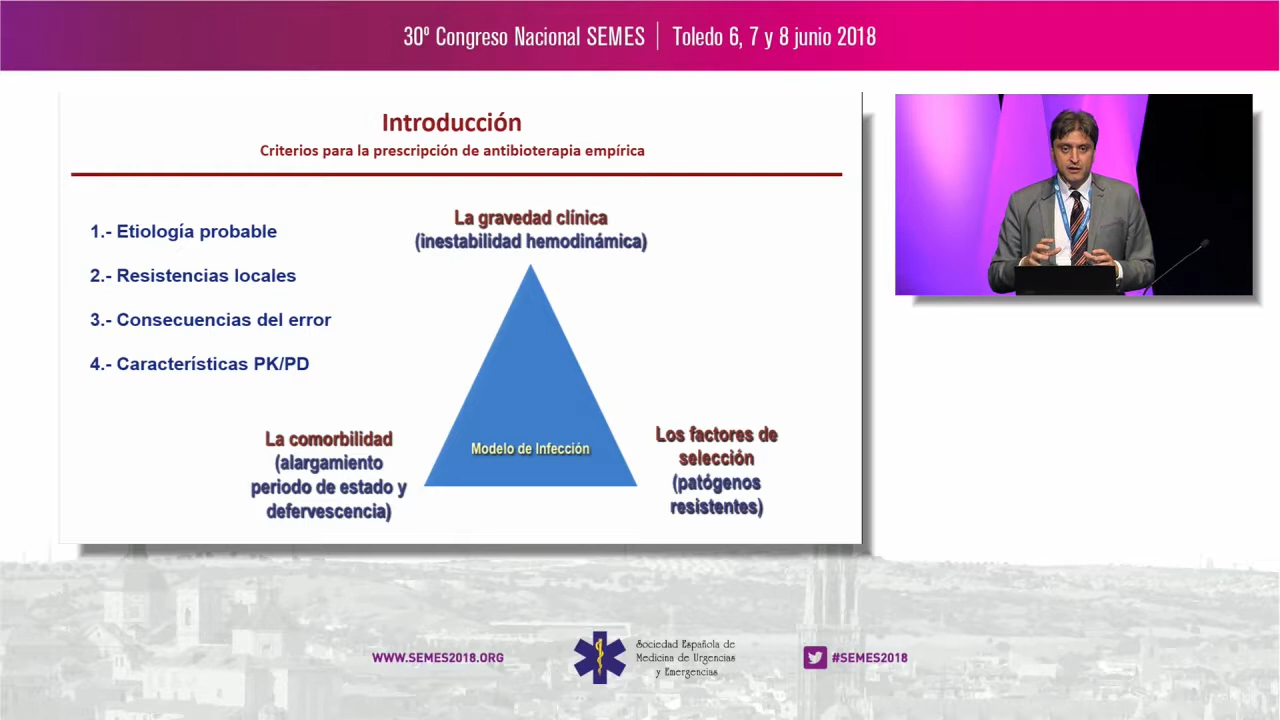 30º Congreso Nacional SEMES | Toledo 6, 7 y 8 junio 2018
Introducción
Criterios para la prescripción de antibioterapia empírica
1.- Etiología probable
2.- Resistencias locales
3.- Consecuencias del error
4.- Características PK/PD
La gravedad clínica
(inestabilidad hemodinámica)
Modelo de Infección
La comorbilidad
(alargamiento
periodo de estado y
defervescencia)
Los factores de
selección
(patógenos
resistentes)
WWW.SEMES2018.ORG
Sociedad Española de
Medicina de Urgencias
y Emergencias
#SEMES2018